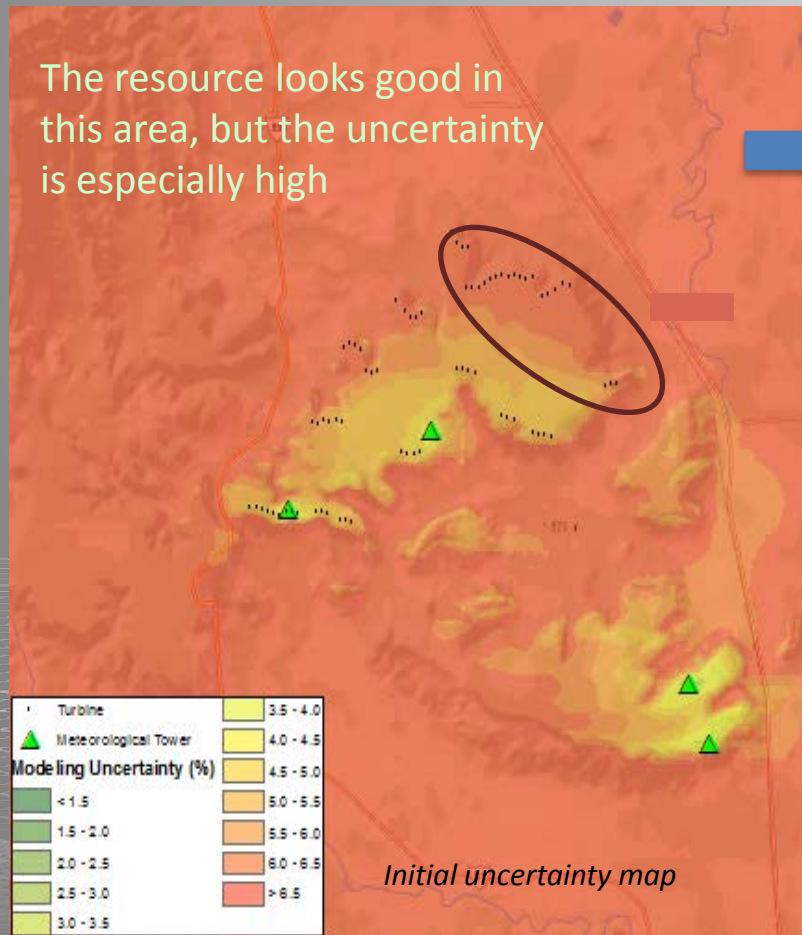 The resource looks good in
this area, but the uncertainty
is especially high
Turbine
Meteorological Tower
Modeling Uncertainty (%)
< 1.5
1.5 - 2.0
2.0 - 2.5
2.5 - 3.0
3.0 - 3.5
3.5 - 4.0
4.0 - 4.5
4.5 - 5.0
5.0 - 5.5
5.5 - 6.0
6.0 - 6.5
> 6.5
Initial uncertainty map